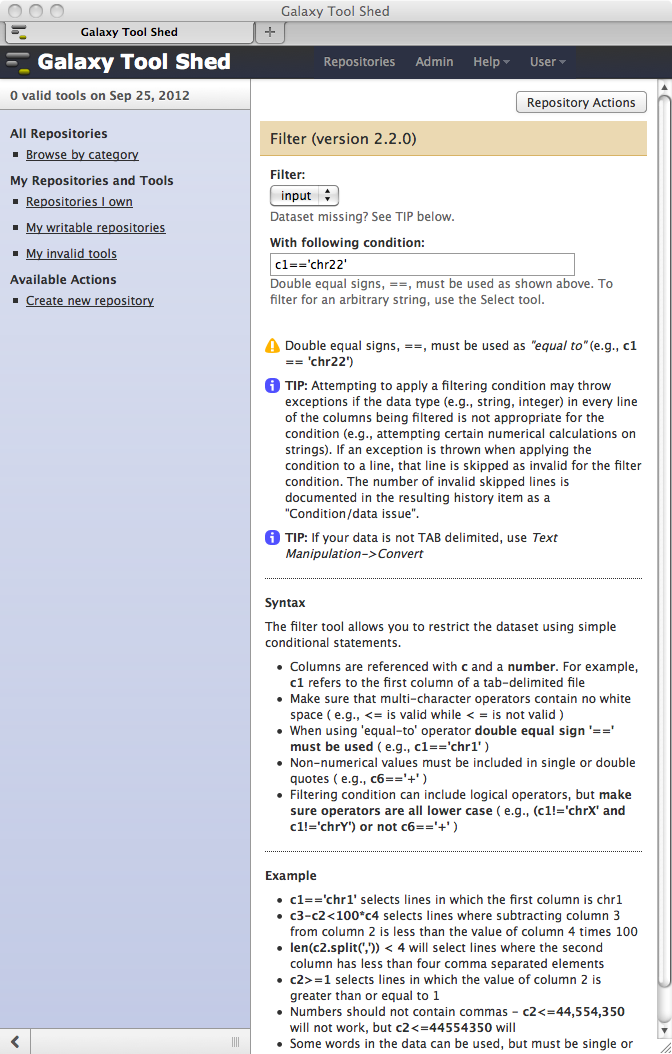 Galaxy Tool Shed
Galaxy Tool Shed
+
Galaxy Tool Shed
Repositories
Admin
Help
User
0 valid tools on Sep 25, 2012
All Repositories
Browse by category
My Repositories and Tools
Repositories I own
My writable repositories
My invalid tools
Available Actions
Create new repository
Repository Actions
Filter (version 2.2.0)
Filter:
input
Dataset missing? See TIP below.
With following condition:
c1=='chr22'
Double equal signs, ==, must be used as shown above. To
filter for an arbitrary string, use the Select tool.
Double equal signs, ==, must be used as "equal to" (e.g., c1
== 'chr22')
TIP: Attempting to apply a filtering condition may throw
exceptions if the data type (e.g., string, integer) in every line
of the columns being filtered is not appropriate for the
condition (e.g., attempting certain numerical calculations on
strings). If an exception is thrown when applying the
condition to a line, that line is skipped as invalid for the filter
condition. The number of invalid skipped lines is
documented in the resulting history item as a
"Condition/data issue".
TIP: If your data is not TAB delimited, use Text
Manipulation->Convert
Syntax
The filter tool allows you to restrict the dataset using simple
conditional statements.
• Columns are referenced with c and a number. For example,
c1 refers to the first column of a tab-delimited file
• Make sure that multi-character operators contain no white
space ( e.g., <= is valid while < = is not valid )
• When using 'equal-to' operator double equal sign '=='
must be used ( e.g., c1=='chr1' )
• Non-numerical values must be included in single or double
quotes ( e.g., c6=='+' )
• Filtering condition can include logical operators, but make
sure operators are all lower case ( e.g., (c1!='chrX' and
c1!='chrY') or not c6=='+' )
Example
• c1=='chr1' selects lines in which the first column is chr1
• c3-c2<100*c4 selects lines where subtracting column 3
from column 2 is less than the value of column 4 times 100
• len(c2.split(',')) < 4 will select lines where the second
column has less than four comma separated elements
• c2>=1 selects lines in which the value of column 2 is
greater than or equal to 1
• Numbers should not contain commas - c2<=44,554,350
will not work, but c2<=44554350 will
• Some words in the data can be used, but must be single or